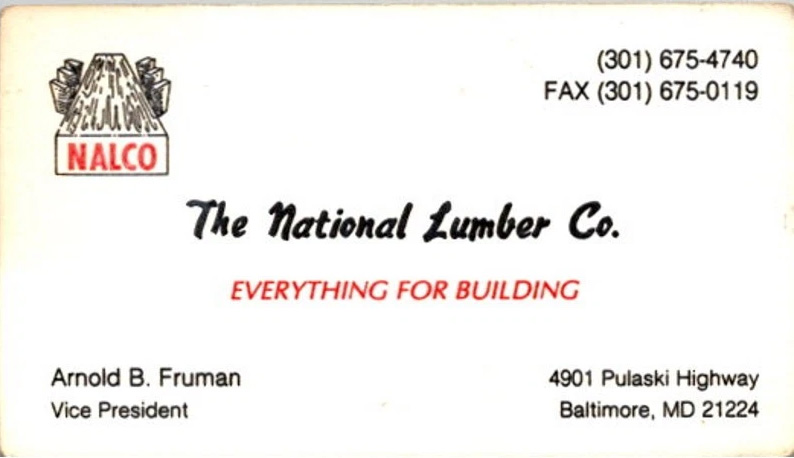 (301) 675-4740
FAX (301) 675-0119
NALCO
The National Lumber Co.
EVERYTHING FOR BUILDING
Arnold B. Fruman
Vice President
4901 Pulaski Highway
Baltimore, MD 21224